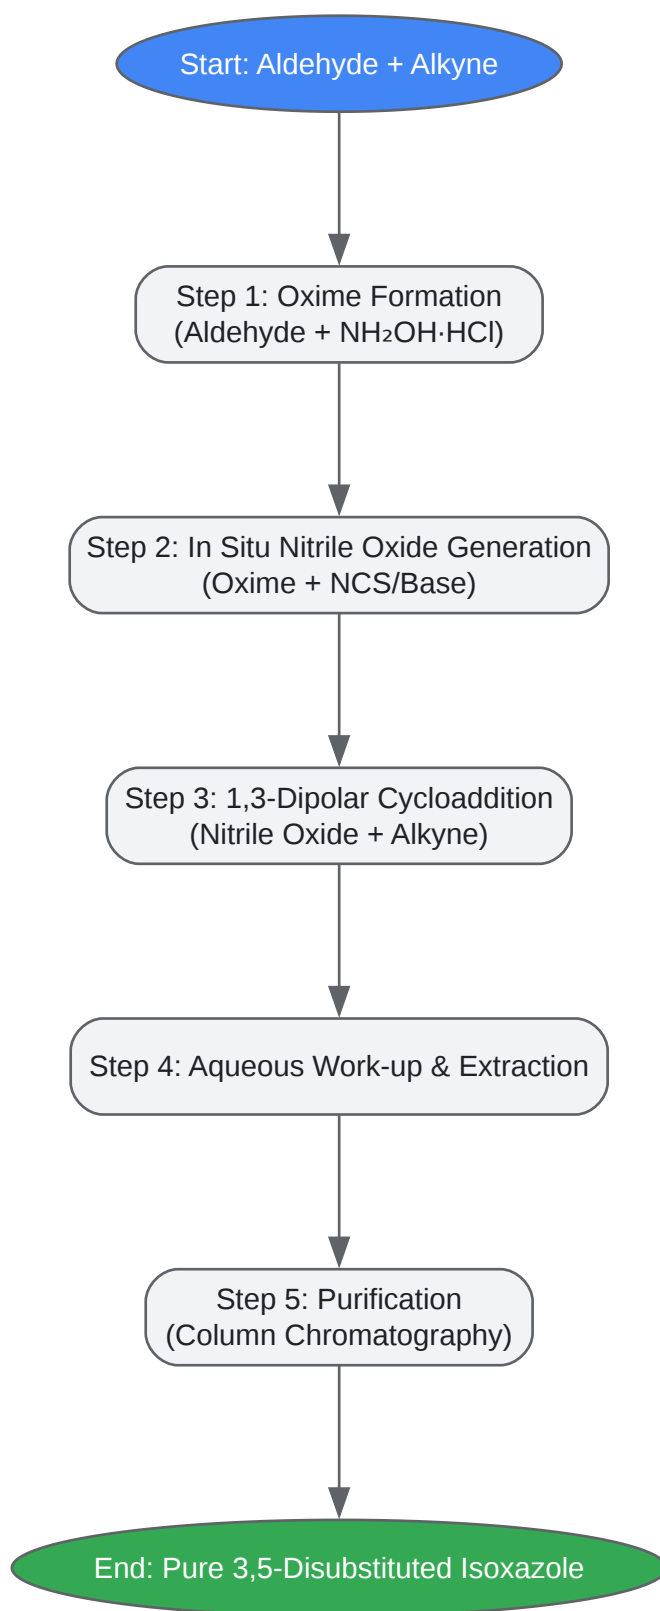 Start: Aldehyde + Alkyne
Step 1: Oxime Formation
(Aldehyde + NH₂OH·HCl)
Step 2: In Situ Nitrile Oxide Generation
(Oxime + NCS/Base)
Step 3: 1,3-Dipolar Cycloaddition
(Nitrile Oxide + Alkyne)
Step 4: Aqueous Work-up & Extraction
Step 5: Purification
(Column Chromatography)
End: Pure 3,5-Disubstituted Isoxazole